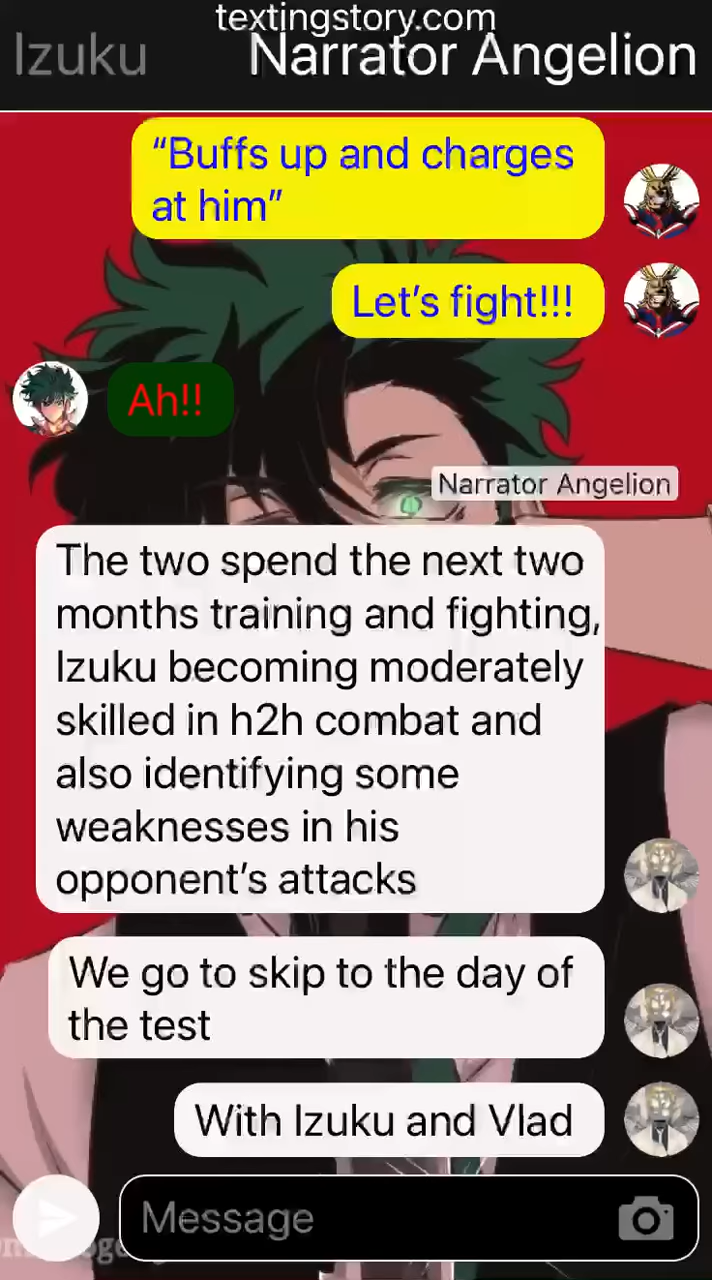 textingstory.com
Izuku
Narrator Angelion
“Buffs up and charges
at him”
Let’s fight!!!
Ah!!
Narrator Angelion
The two spend the next two
months training and fighting,
Izuku becoming moderately
skilled in h2h combat and
also identifying some
weaknesses in his
opponent’s attacks
We go to skip to the day of
the test
With Izuku and Vlad
Message